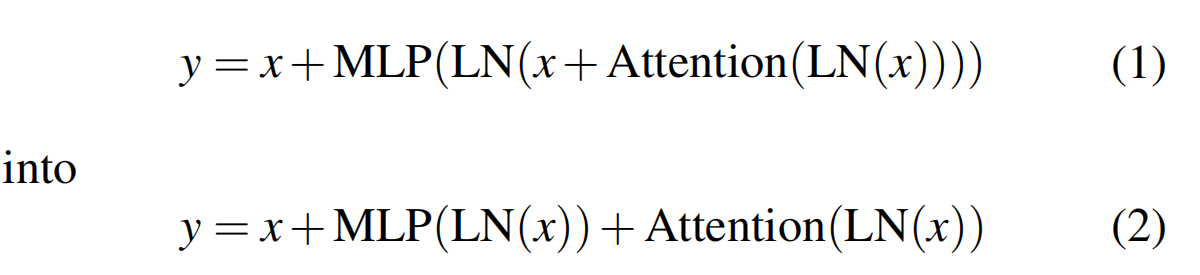 y = x + MLP(LN(x + Attention(LN(x)))) (1)
into
y = x + MLP(LN(x)) + Attention(LN(x)) (2)